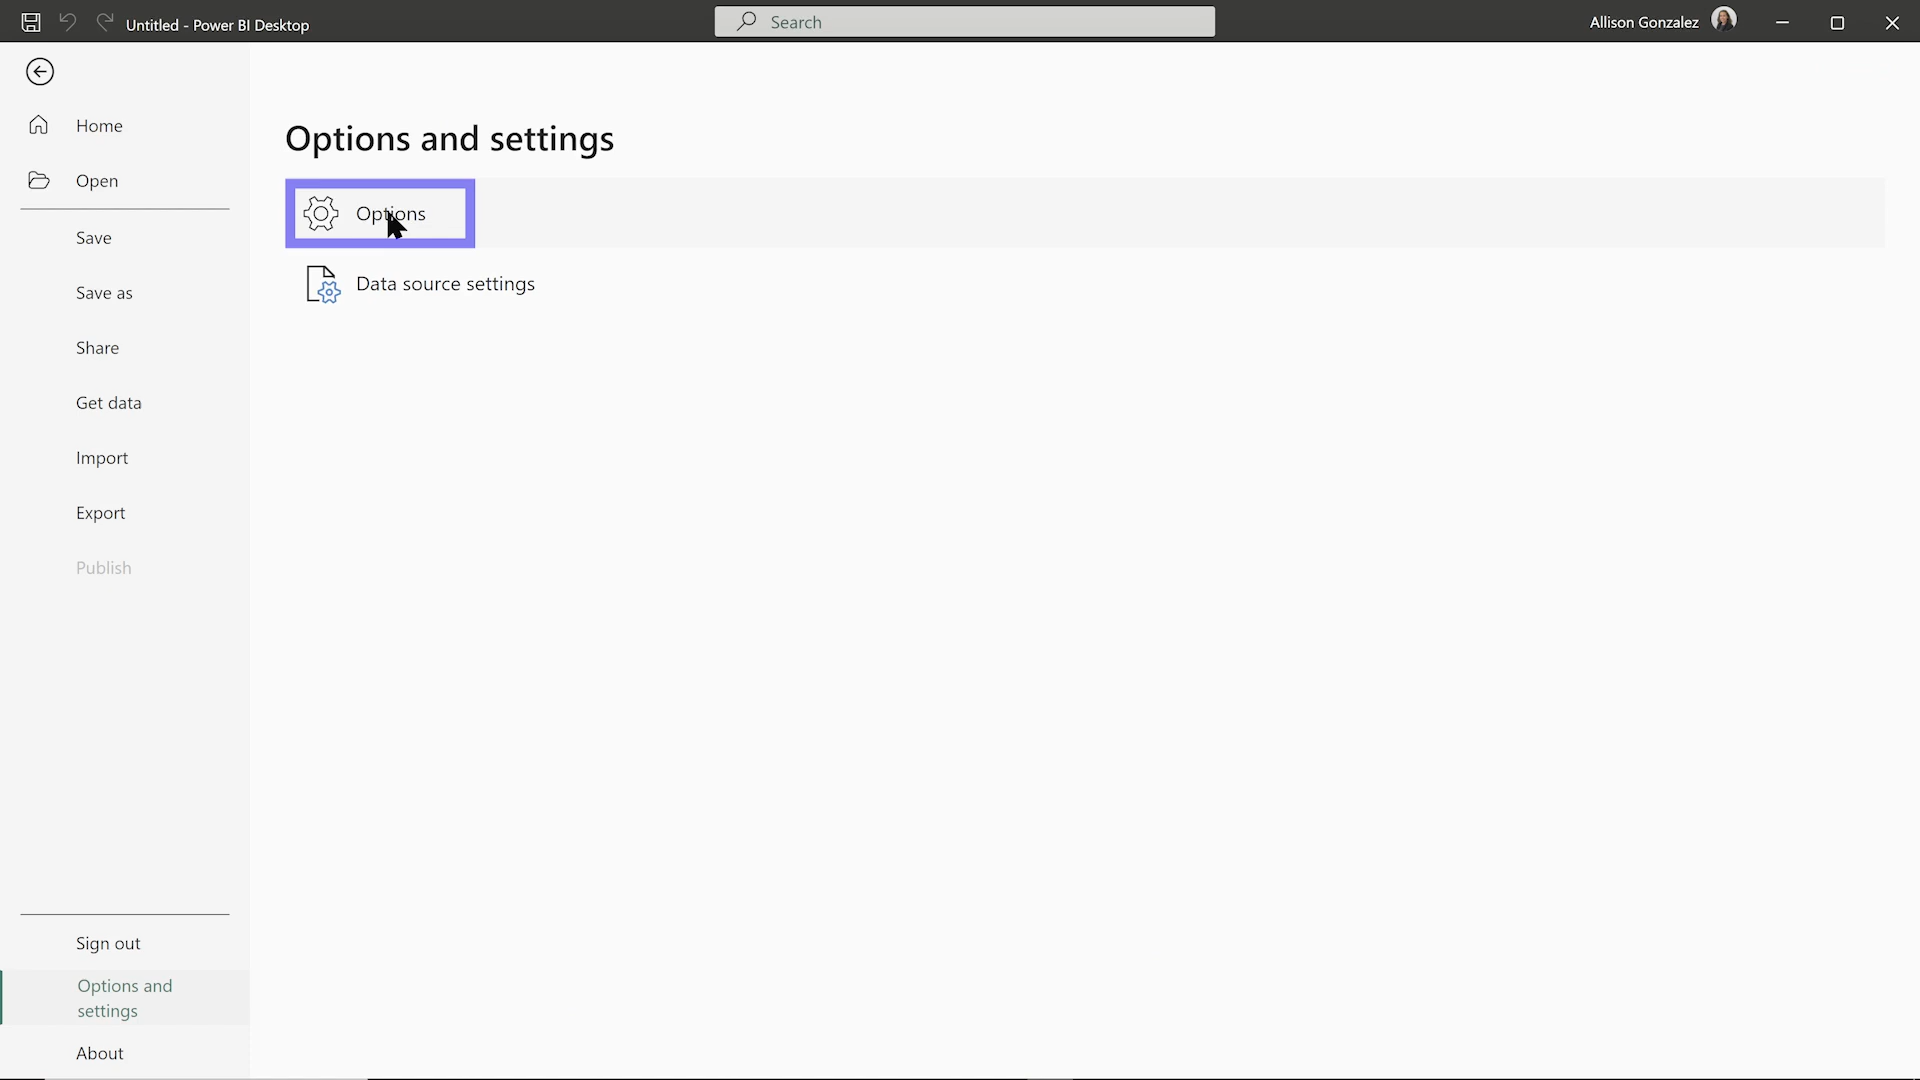 Untitled - Power BI Desktop
Search
Allison Gonzalez
Home
Open
Save
Save as
Share
Get data
Import
Export
Publish
Sign out
Options and
settings
About
Options and settings
Options
Data source settings